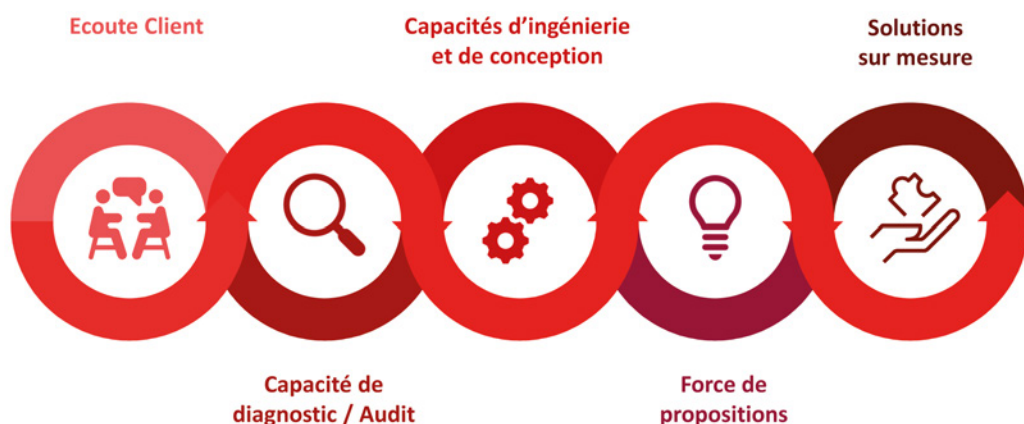 Ecoute Client
Capacités d’ingénierie
et de conception
Solutions
sur mesure
Capacité de
diagnostic / Audit
Force de
propositions